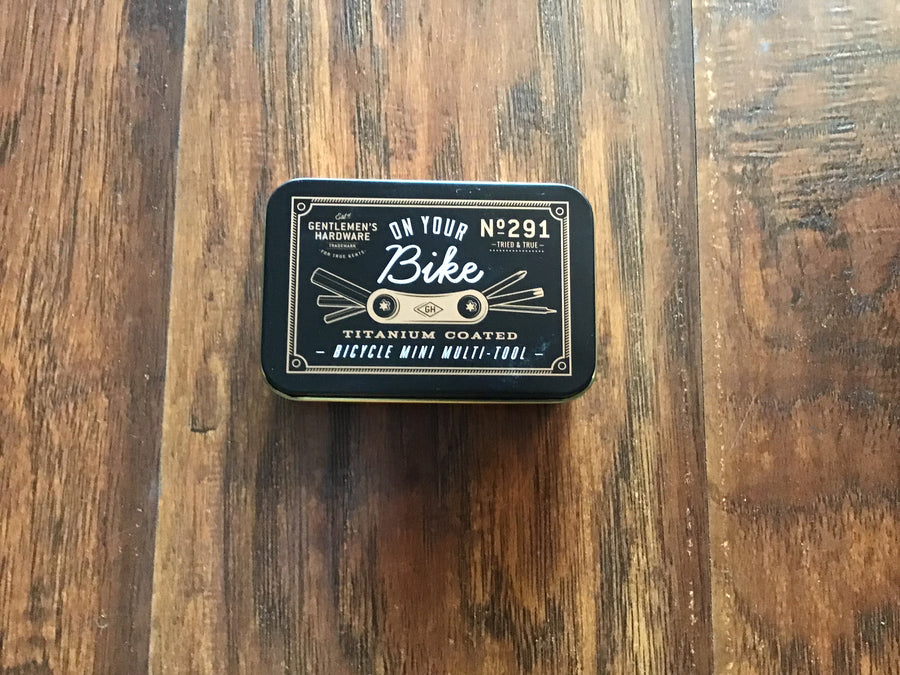 Estd
GENTLEMEN'S
HARDWARE
TRADEMARK
FOR TRUE GENTS
ON YOUR
Bike
Nº291
TRIED & TRUE
GH
TITANIUM COATED
BICYCLE MINI MULTI-TOOL